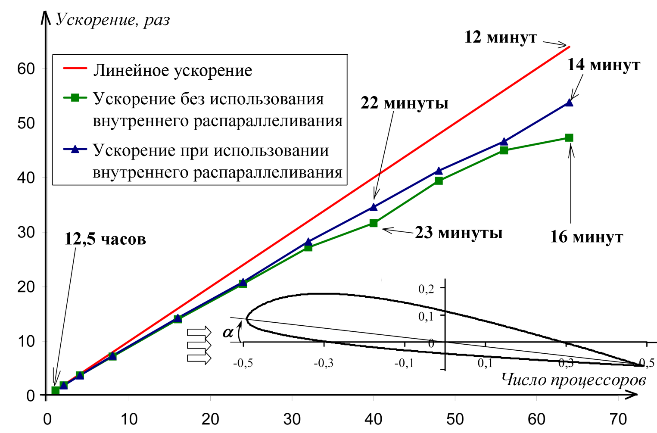 Ускорение, раз
12 минут
60
Линейное ускорение
14 минут
Ускорение без использования
внутреннего распараллеливания
22 минуты
50
Ускорение при использовании
внутреннего распараллеливания
40
30
12,5 часов
23 минуты
16 минут
20
0,2
0,1
10
α
0
-0,5
-0,3
-0,1
0,1
0,3
0,5
Число процессоров
0
0
10
20
30
40
50
60
70